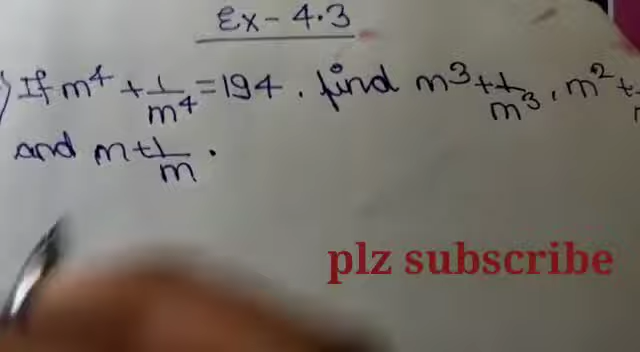 Ex - 4.3
) If m⁴ + 1/m⁴ = 194. find m³ + 1/m³, m² +
and m + 1/m.
plz subscribe